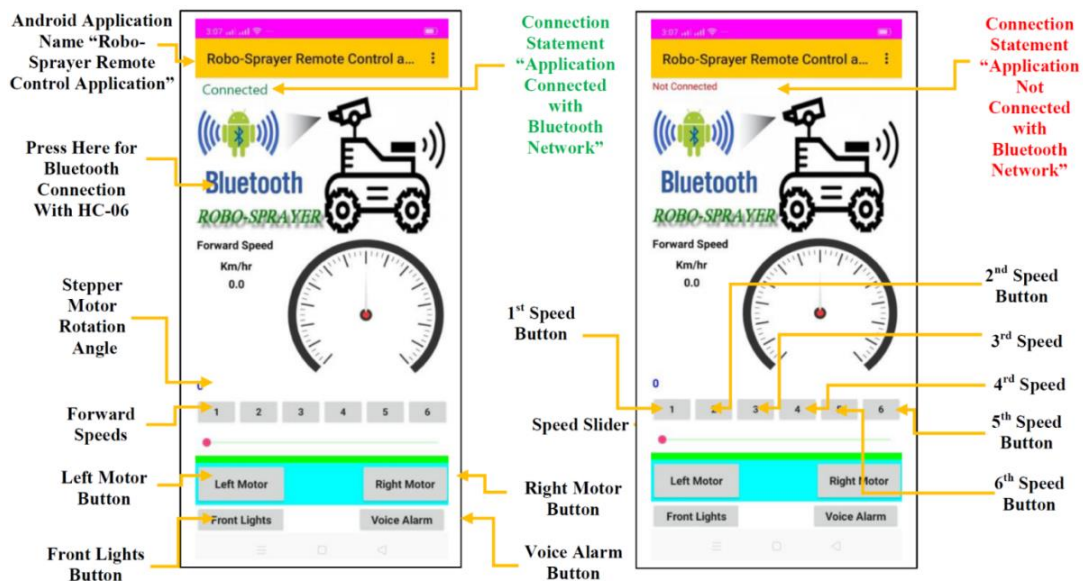 Android Application
Name “Robo-
Sprayer Remote
Control Application”
Press Here for
Bluetooth
Connection
With HC-06
Stepper
Motor
Rotation
Angle
Forward
Speeds
Left Motor
Button
Front Lights
Button
3:07
Robo-Sprayer Remote Control a...
Connected
Bluetooth
ROBO-SPRAYER
Forward Speed
Km/hr
0.0
0
1 2 3 4 5 6
Left Motor Right Motor
Front Lights Voice Alarm
Connection
Statement
“Application
Connected
with
Bluetooth
Network”
1st Speed
Button
Speed Slider
Right Motor
Button
Voice Alarm
Button
3:07
Robo-Sprayer Remote Control a...
Not Connected
Bluetooth
ROBO-SPRAYER
Forward Speed
Km/hr
0.0
0
1 2 3 4 5 6
Left Motor Right Motor
Front Lights Voice Alarm
Connection
Statement
“Application
Not
Connected
with
Bluetooth
Network”
2nd Speed
Button
3rd Speed
4rd Speed
5th Speed
Button
6th Speed
Button